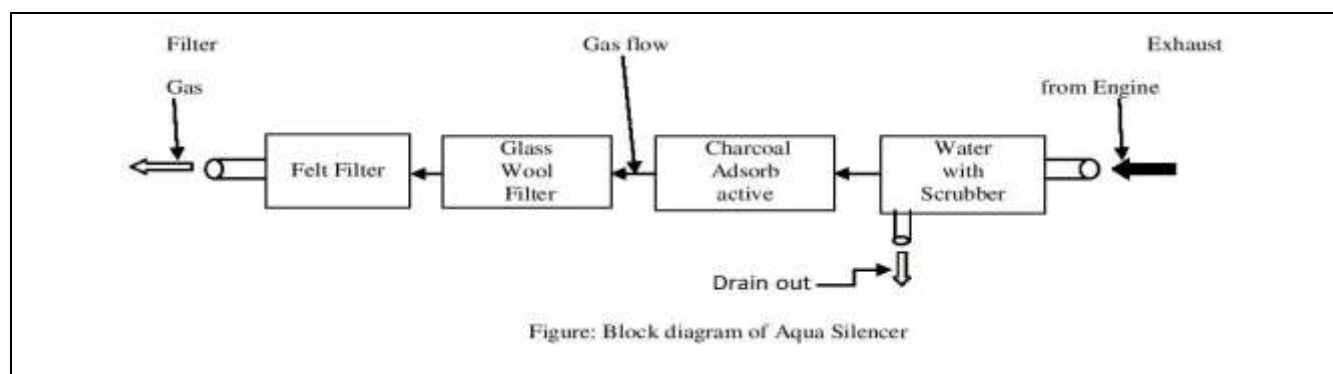 Filter
Gas
Gas flow
Exhaust
from Engine
Felt Filter
Glass
Wool
Filter
Charcoal
Adsorb
active
Water
with
Scrubber
Drain out
Figure: Block diagram of Aqua Silencer